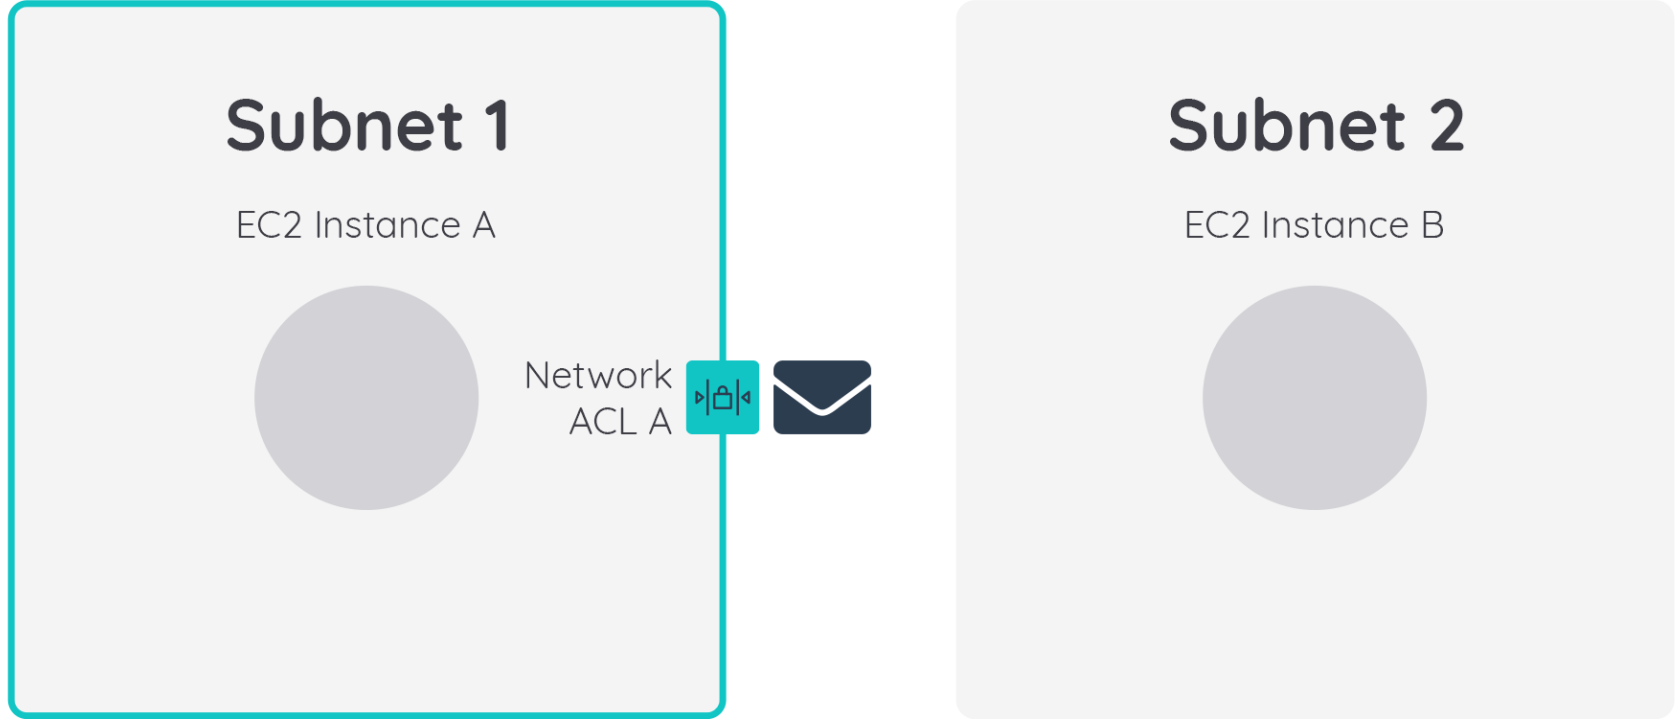 Subnet 1
EC2 Instance A
Network
ACL A
Subnet 2
EC2 Instance B